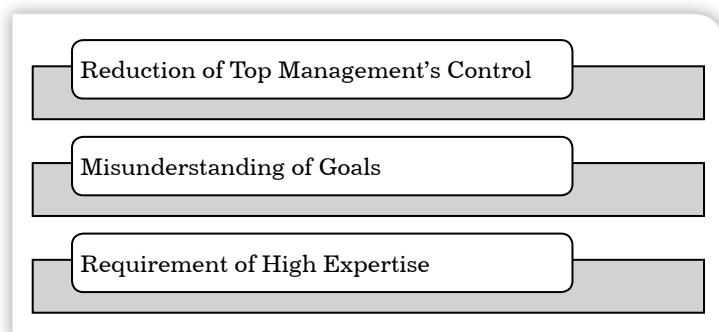 Reduction of Top Management’s Control
Misunderstanding of Goals
Requirement of High Expertise